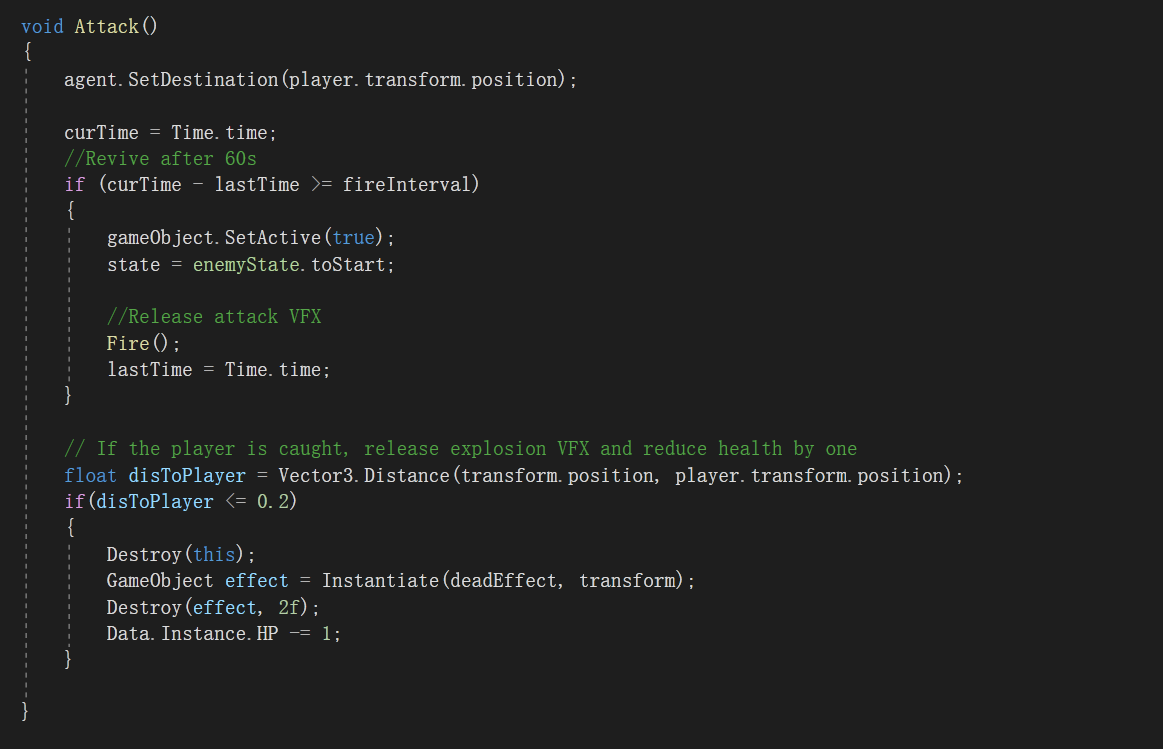 void Attack()
{
agent.SetDestination(player.transform.position);
curTime = Time.time;
//Revive after 60s
if (curTime - lastTime >= fireInterval)
{
gameObject.SetActive(true);
state = enemyState.toStart;
//Release attack VFX
Fire();
lastTime = Time.time;
}
// If the player is caught, release explosion VFX and reduce health by one
float disToPlayer = Vector3.Distance(transform.position, player.transform.position);
if(disToPlayer <= 0.2)
{
Destroy(this);
GameObject effect = Instantiate(deadEffect, transform);
Destroy(effect, 2f);
Data.Instance.HP -= 1;
}
}